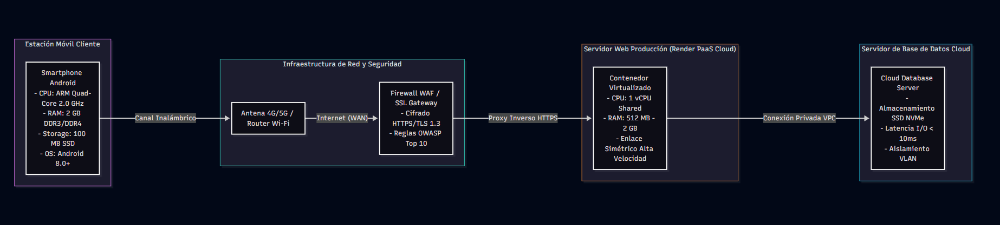 Estación Móvil Cliente
Smartphone
Android
- CPU: ARM Quad-
Core 2.0 GHz
- RAM: 2 GB
DDR3/DDR4
- Storage: 100
MB SSD
- OS: Android
8.0+
Canal Inalámbrico
Infraestructura de Red y Seguridad
Antena 4G/5G /
Router Wi-Fi
Internet (WAN)
Firewall WAF /
SSL Gateway
- Cifrado
HTTPS/TLS 1.3
- Reglas OWASP
Top 10
Proxy Inverso HTTPS
Servidor Web Producción (Render PaaS Cloud)
Contenedor
Virtualizado
- CPU: 1 vCPU
Shared
- RAM: 512 MB -
2 GB
- Enlace
Simétrico Alta
Velocidad
Conexión Privada VPC
Servidor de Base de Datos Cloud
Cloud Database
Server
-
Almacenamiento
SSD NVMe
- Latencia I/O <
10ms
- Aislamiento
VLAN